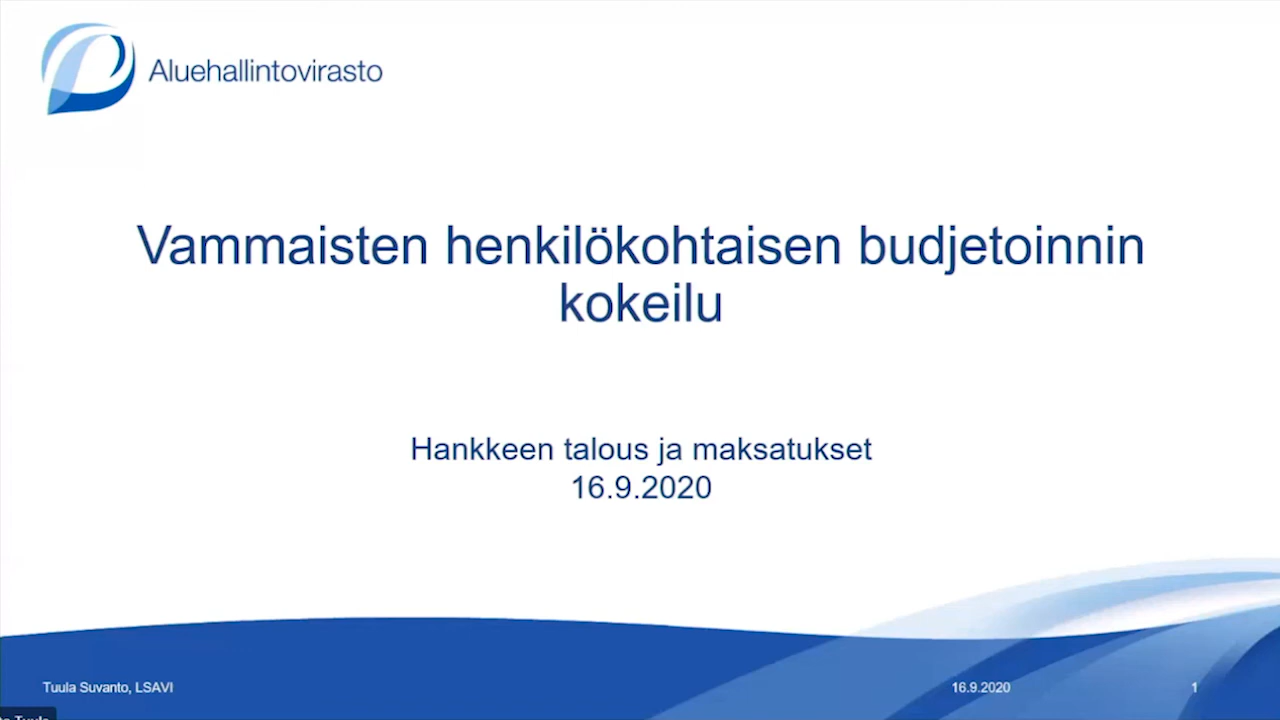 Aluehallintovirasto
Vammaisten henkilökohtaisen budjetoinnin
kokeilu
Hankkeen talous ja maksatukset
16.9.2020
Tuula Suvanto, LSAVI
16.9.2020
1